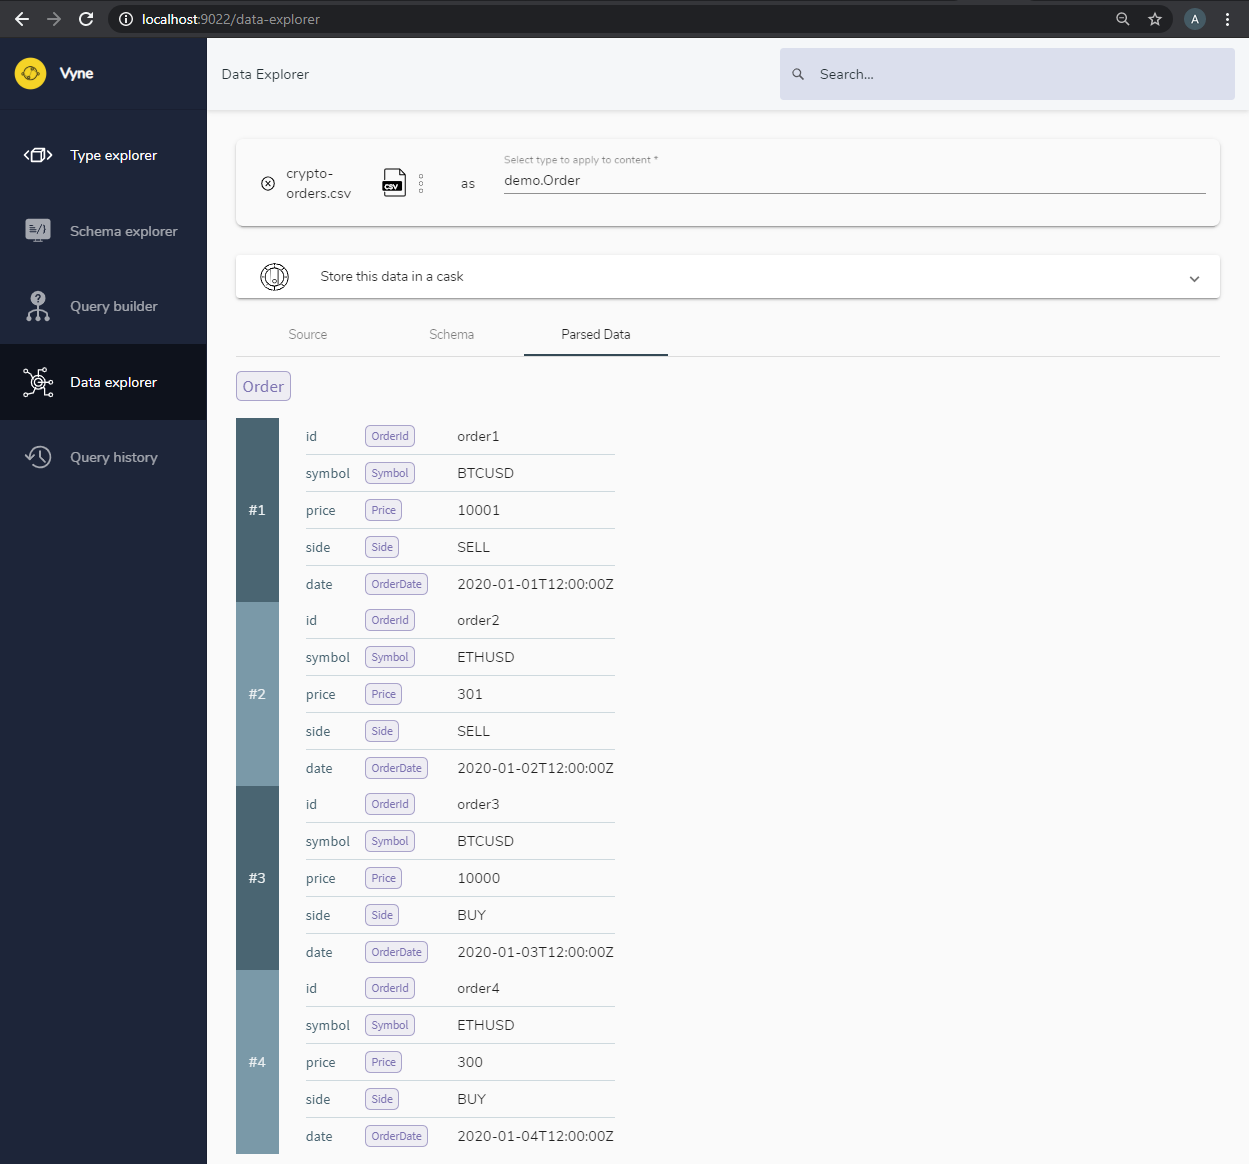 localhost:9022/data-explorer
A
Vyne
Data Explorer
Search...
Type explorer
Schema explorer
Query builder
Data explorer
Query history
crypto-
orders.csv
CSV
as
Select type to apply to content *
demo.Order
Store this data in a cask
Source Schema Parsed Data
Order
#1
id OrderId order1
symbol Symbol BTCUSD
price Price 10001
side Side SELL
date OrderDate 2020-01-01T12:00:00Z
#2
id OrderId order2
symbol Symbol ETHUSD
price Price 301
side Side SELL
date OrderDate 2020-01-02T12:00:00Z
#3
id OrderId order3
symbol Symbol BTCUSD
price Price 10000
side Side BUY
date OrderDate 2020-01-03T12:00:00Z
#4
id OrderId order4
symbol Symbol ETHUSD
price Price 300
side Side BUY
date OrderDate 2020-01-04T12:00:00Z